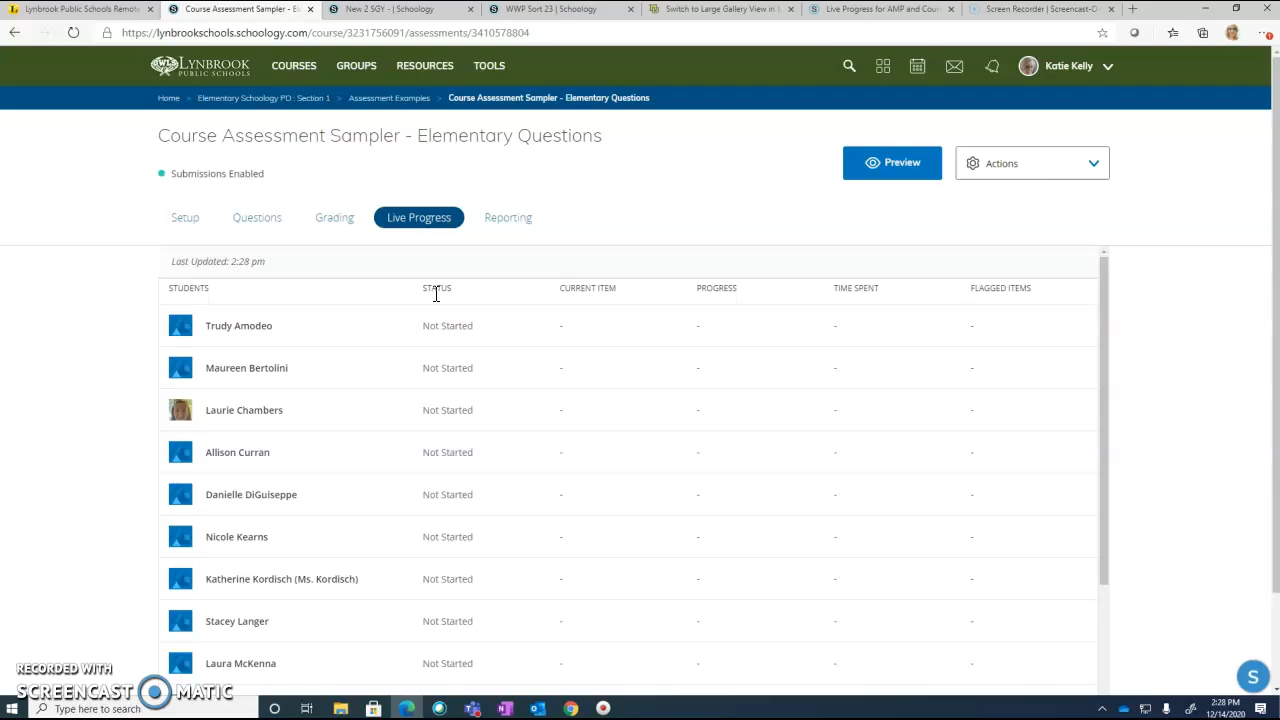 Lynbrook Public Schools Remote
Course Assessment Sampler - El
New 2 5GY - | Schoology
WWP Sort 23 | Schoology
Switch to Large Gallery View in
Live Progress for AMP and Cour
Screen Recorder | Screencast-O
https://lynbrookschools.schoology.com/course/3231756091/assessments/3410578804
OWLS LYNBROOK PUBLIC SCHOOLS
COURSES GROUPS RESOURCES TOOLS Katie Kelly
Home > Elementary Schoology PD : Section 1 > Assessment Examples > Course Assessment Sampler - Elementary Questions
Course Assessment Sampler - Elementary Questions
Preview Actions
Submissions Enabled
Setup Questions Grading Live Progress Reporting
Last Updated: 2:28 pm
STUDENTS STATUS CURRENT ITEM PROGRESS TIME SPENT FLAGGED ITEMS
Trudy Amodeo Not Started - - - -
Maureen Bertolini Not Started - - - -
Laurie Chambers Not Started - - - -
Allison Curran Not Started - - - -
Danielle DiGuiseppe Not Started - - - -
Nicole Kearns Not Started - - - -
Katherine Kordisch (Ms. Kordisch) Not Started - - - -
Stacey Langer Not Started - - - -
Laura McKenna Not Started - - - -
RECORDED WITH
SCREENCAST MATIC
S
Type here to search
2:28 PM
12/14/2020